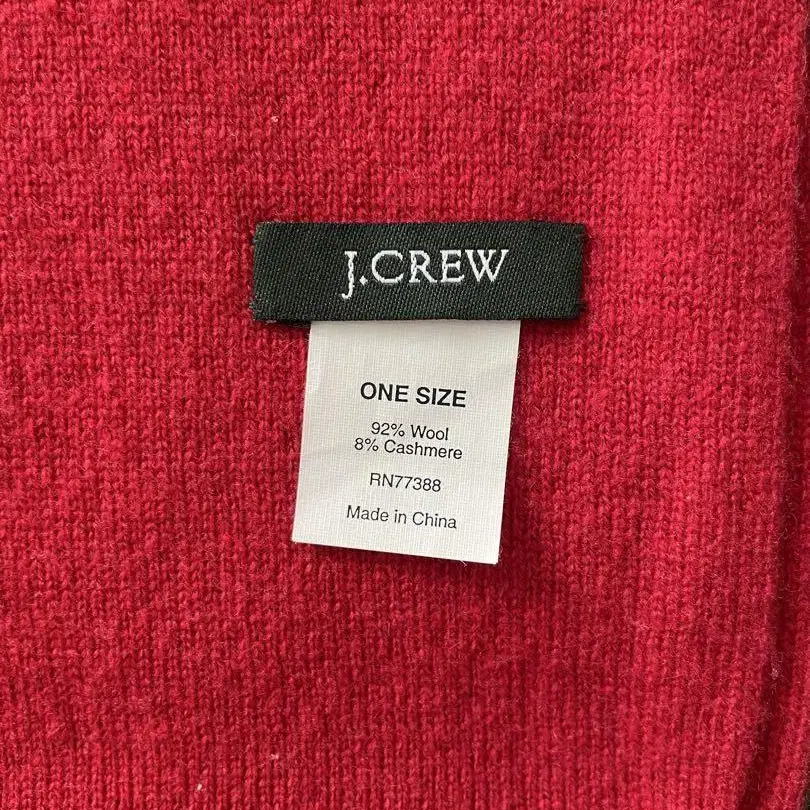 J.CREW
ONE SIZE
92% Wool
8% Cashmere
RN77388
Made in China